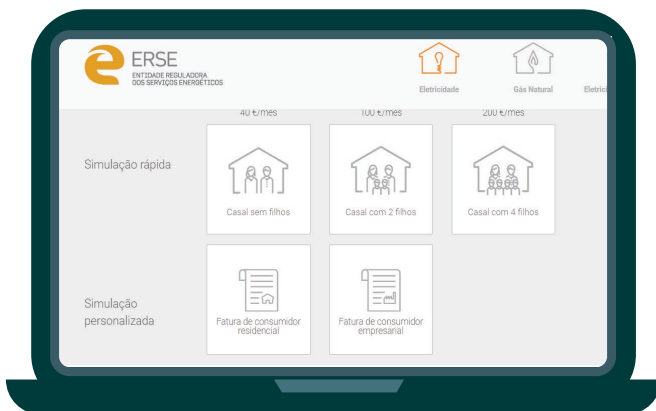 ERSE
ENTIDADE REGULADORA
DOS SERVIÇOS ENERGÉTICOS
Eletricidade
Gás Natural
Eletrici
40 €/mês
100 €/mês
200 €/mês
Simulação rápida
Casal sem filhos
Casal com 2 filhos
Casal com 4 filhos
Simulação
personalizada
Fatura de consumidor
residencial
Fatura de consumidor
empresarial